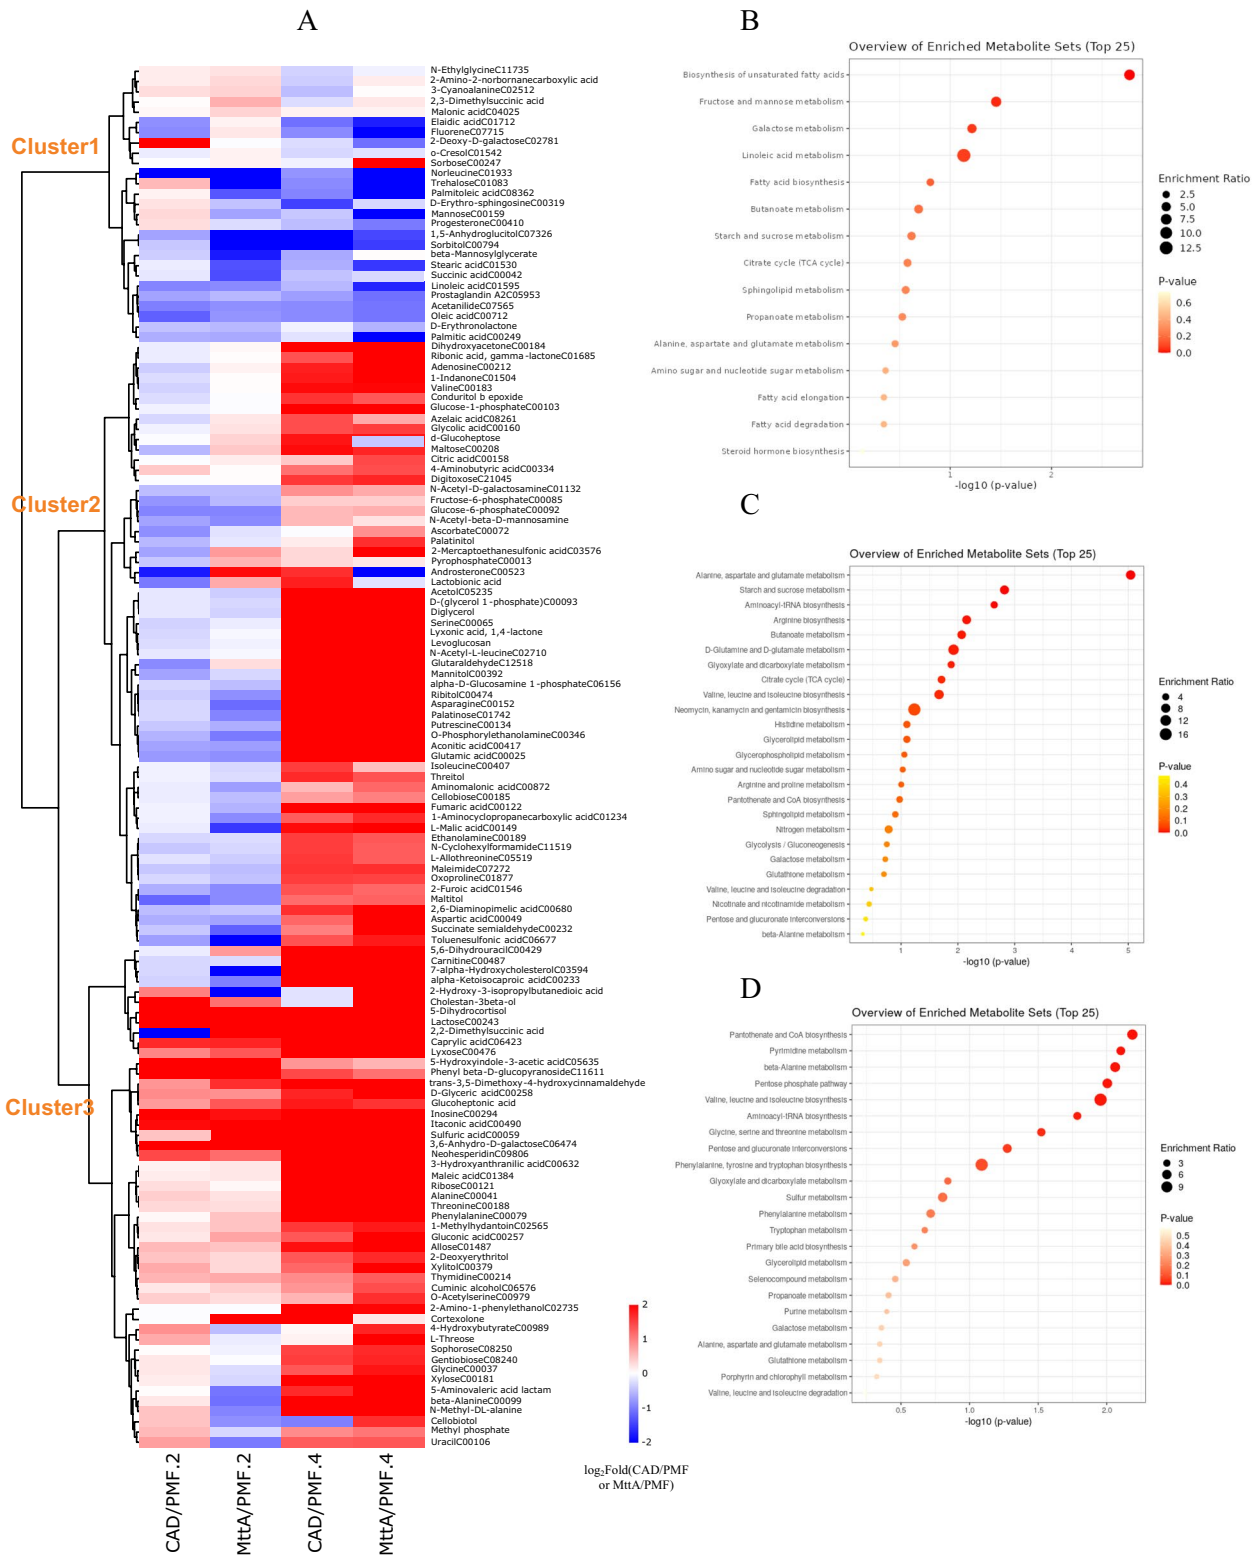 A
B
C
D
Cluster1
Cluster2
Cluster3
N-EthylglycineC11735
2-Amino-2-norbornanecarboxylic acid
3-CyanoalanineC02512
2,3-Dimethylsuccinic acid
Malonic acidC04025
Elaidic acidC01712
FluoreneC07715
2-Deoxy-D-galactoseC02781
o-CresolC01542
SorboseC00247
NorleucineC01933
TrehaloseC01083
Palmitoleic acidC08362
D-Erythro-sphingosineC00319
MannoseC00159
ProgesteroneC00410
1,5-AnhydroglucitolC07326
SorbitolC00794
beta-Mannosylglycerate
Stearic acidC01530
Succinic acidC00042
Linoleic acidC01595
Prostaglandin A2C05953
AcetanilideC07565
Oleic acidC00712
D-Erythronolactone
Palmitic acidC00249
DihydroxyacetoneC00184
Ribonic acid, gamma-lactoneC01685
AdenosineC00212
1-IndanoneC01504
ValineC00183
Conduritol b epoxide
Glucose-1-phosphateC00103
Azelaic acidC08261
Glycolic acidC00160
d-Glucoheptose
MaltoseC00208
Citric acidC00158
4-Aminobutyric acidC00334
DigitoxoseC21045
N-Acetyl-D-galactosamineC01132
Fructose-6-phosphateC00085
Glucose-6-phosphateC00092
N-Acetyl-beta-D-mannosamine
AscorbateC00072
Palatinitol
2-Mercaptoethanesulfonic acidC03576
PyrophosphateC00013
AndrosteroneC00523
Lactobionic acid
AcetolC05235
D-(glycerol 1-phosphate)C00093
Diglycerol
SerineC00065
Lyxonic acid, 1,4-lactone
Levoglucosan
N-Acetyl-L-leucineC02710
GlutaraldehydeC12518
MannitolC00392
alpha-D-Glucosamine 1-phosphateC06156
RibitolC00474
AsparagineC00152
PalatinoseC01742
PutrescineC00134
O-PhosphorylethanolamineC00346
Aconitic acidC00417
Glutamic acidC00025
IsoleucineC00407
Threitol
Aminomalonic acidC00872
CellobioseC00185
Fumaric acidC00122
1-Aminocyclopropanecarboxylic acidC01234
L-Malic acidC00149
EthanolamineC00189
N-CyclohexylformamideC11519
L-AllothreonineC05519
MaleimideC07272
OxoprolineC01877
2-Furoic acidC01546
Maltitol
2,6-Diaminopimelic acidC00680
Aspartic acidC00049
Succinate semialdehydeC00232
Toluenesulfonic acidC06677
5,6-DihydrouracilC00429
CarnitineC00487
7-alpha-HydroxycholesterolC03594
alpha-Ketoisocaproic acidC00233
2-Hydroxy-3-isopropylbutanedioic acid
Cholestan-3beta-ol
5-Dihydrocortisol
LactoseC00243
2,2-Dimethylsuccinic acid
Caprylic acidC06423
LyxoseC00476
5-Hydroxyindole-3-acetic acidC05635
Phenyl beta-D-glucopyranosideC11611
trans-3,5-Dimethoxy-4-hydroxycinnamaldehyde
D-Glyceric acidC00258
Glucoheptonic acid
InosineC00294
Itaconic acidC00490
Sulfuric acidC00059
3,6-Anhydro-D-galactoseC06474
NeohesperidinC09806
3-Hydroxyanthranilic acidC00632
Maleic acidC01384
RiboseC00121
AlanineC00041
ThreonineC00188
PhenylalanineC00079
1-MethylhydantoinC02565
Gluconic acidC00257
AlloseC01487
2-Deoxyerythritol
XylitolC00379
ThymidineC00214
Cuminic alcoholC06576
O-AcetylserineC00979
2-Amino-1-phenylethanolC02735
Cortexolone
4-HydroxybutyrateC00989
L-Threose
SophoroseC08250
GentiobioseC08240
GlycineC00037
XyloseC00181
5-Aminovaleric acid lactam
beta-AlanineC00099
N-Methyl-DL-alanine
Cellobiotol
Methyl phosphate
UracilC00106
CAD/PMF.2
MttA/PMF.2
CAD/PMF.4
MttA/PMF.4
2
1
0
-1
-2
log₂Fold(CAD/PMF
or MttA/PMF)
Overview of Enriched Metabolite Sets (Top 25)
Biosynthesis of unsaturated fatty acids
Fructose and mannose metabolism
Galactose metabolism
Linoleic acid metabolism
Fatty acid biosynthesis
Butanoate metabolism
Starch and sucrose metabolism
Citrate cycle (TCA cycle)
Sphingolipid metabolism
Propanoate metabolism
Alanine, aspartate and glutamate metabolism
Amino sugar and nucleotide sugar metabolism
Fatty acid elongation
Fatty acid degradation
Steroid hormone biosynthesis
1
2
-log10 (p-value)
Enrichment Ratio
2.5
5.0
7.5
10.0
12.5
P-value
0.6
0.4
0.2
0.0
Overview of Enriched Metabolite Sets (Top 25)
Alanine, aspartate and glutamate metabolism
Starch and sucrose metabolism
Aminoacyl-tRNA biosynthesis
Arginine biosynthesis
Butanoate metabolism
D-Glutamine and D-glutamate metabolism
Glyoxylate and dicarboxylate metabolism
Citrate cycle (TCA cycle)
Valine, leucine and isoleucine biosynthesis
Neomycin, kanamycin and gentamicin biosynthesis
Histidine metabolism
Glycerolipid metabolism
Glycerophospholipid metabolism
Amino sugar and nucleotide sugar metabolism
Arginine and proline metabolism
Pantothenate and CoA biosynthesis
Sphingolipid metabolism
Nitrogen metabolism
Glycolysis / Gluconeogenesis
Galactose metabolism
Glutathione metabolism
Valine, leucine and isoleucine degradation
Nicotinate and nicotinamide metabolism
Pentose and glucuronate interconversions
beta-Alanine metabolism
1
2
3
4
5
-log10 (p-value)
Enrichment Ratio
4
8
12
16
P-value
0.4
0.3
0.2
0.1
0.0
Overview of Enriched Metabolite Sets (Top 25)
Pantothenate and CoA biosynthesis
Pyrimidine metabolism
beta-Alanine metabolism
Pentose phosphate pathway
Valine, leucine and isoleucine biosynthesis
Aminoacyl-tRNA biosynthesis
Glycine, serine and threonine metabolism
Pentose and glucuronate interconversions
Phenylalanine, tyrosine and tryptophan biosynthesis
Glyoxylate and dicarboxylate metabolism
Sulfur metabolism
Phenylalanine metabolism
Tryptophan metabolism
Primary bile acid biosynthesis
Glycerolipid metabolism
Selenocompound metabolism
Propanoate metabolism
Purine metabolism
Galactose metabolism
Alanine, aspartate and glutamate metabolism
Glutathione metabolism
Porphyrin and chlorophyll metabolism
Valine, leucine and isoleucine degradation
0.5
1.0
1.5
2.0
-log10 (p-value)
Enrichment Ratio
3
6
9
P-value
0.5
0.4
0.3
0.2
0.1
0.0